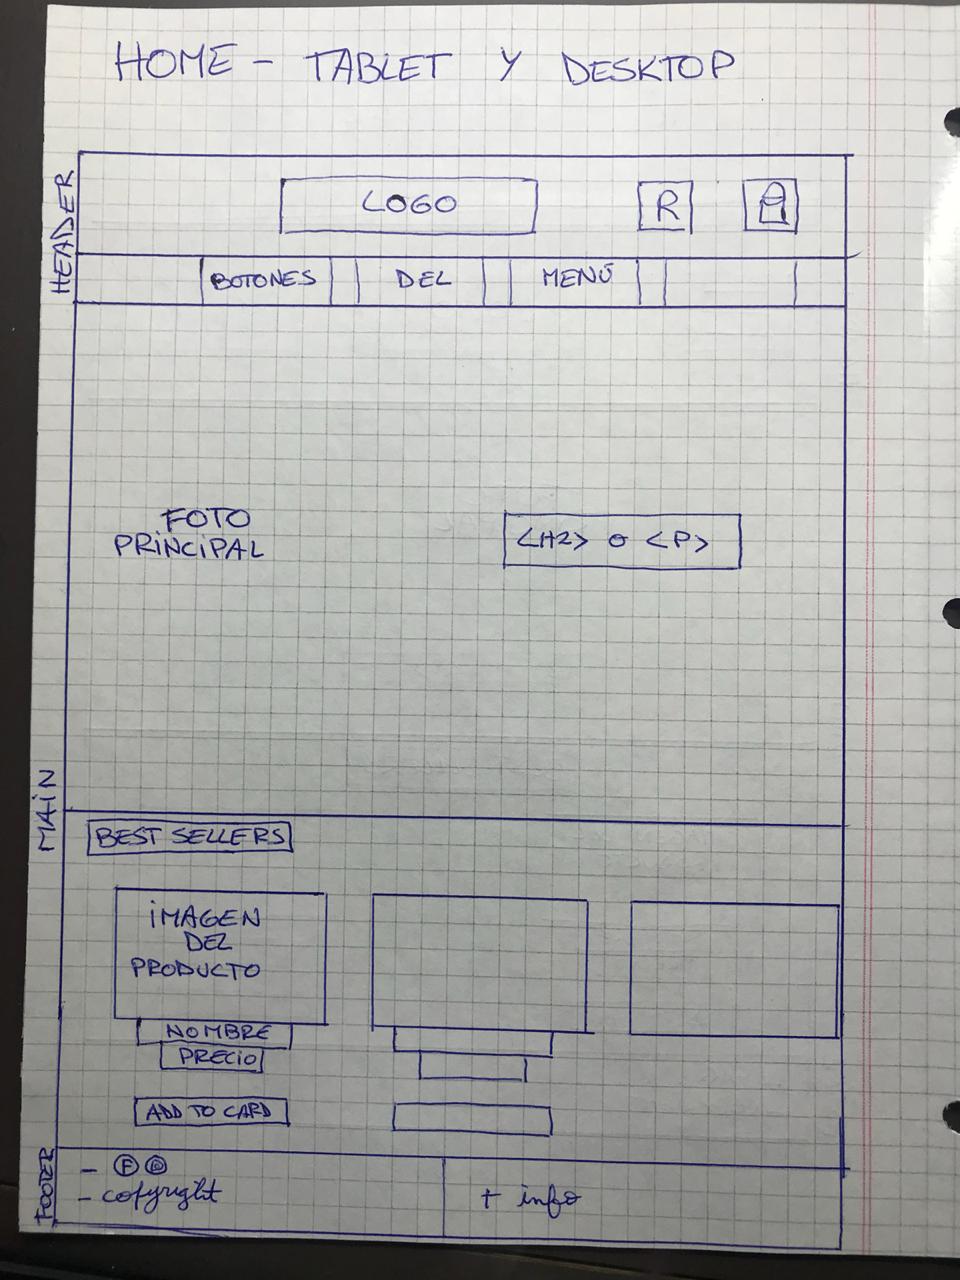 HOME - TABLET Y DESKTOP
HEADER
LOGO
R
BOTONES DEL MENÚ
MAIN
FOTO
PRINCIPAL
<H2> o <P>
BEST SELLERS
IMAGEN
DEL
PRODUCTO
NOMBRE
PRECIO
ADD TO CARD
FOOTER
- F @
- copyright
+ info